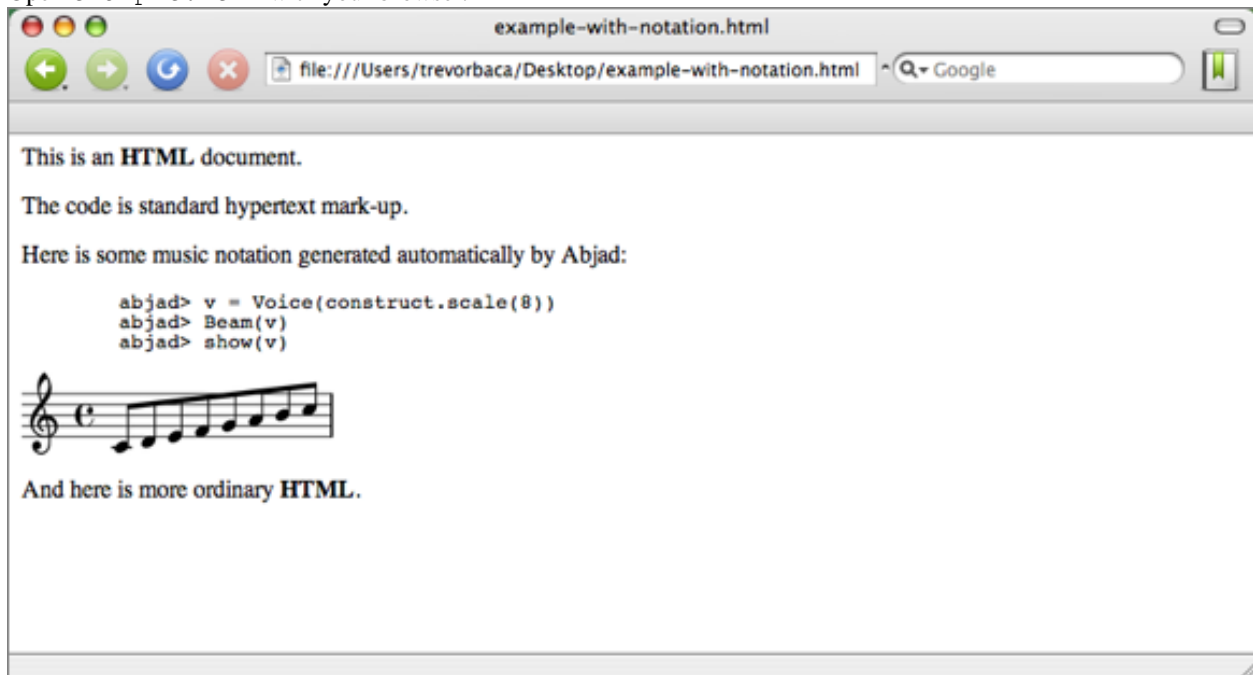 example-with-notation.html
file:///Users/trevorbaca/Desktop/example-with-notation.html
Google
This is an HTML document.
The code is standard hypertext mark-up.
Here is some music notation generated automatically by Abjad:
abjad> v = Voice(construct.scale(8))
abjad> Beam(v)
abjad> show(v)
And here is more ordinary HTML.